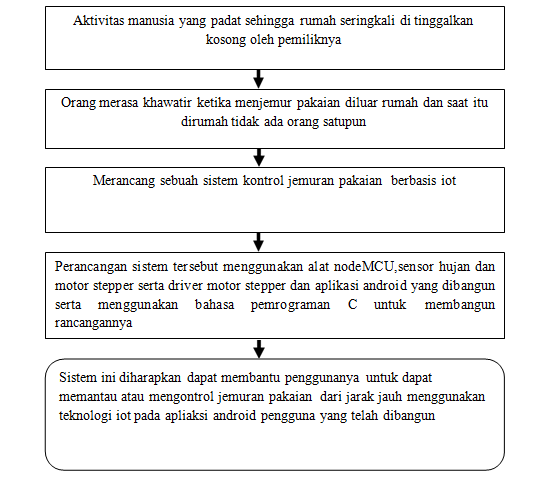 Aktivitas manusia yang padat sehingga rumah seringkali di tinggalkan
kosong oleh pemiliknya
Orang merasa khawatir ketika menjemur pakaian diluar rumah dan saat itu
dirumah tidak ada orang satupun
Merancang sebuah sistem kontrol jemuran pakaian berbasis iot
Perancangan sistem tersebut menggunakan alat nodeMCU,sensor hujan dan
motor stepper serta driver motor stepper dan aplikasi android yang dibangun
serta menggunakan bahasa pemrograman C untuk membangun
rancangannya
Sistem ini diharapkan dapat membantu penggunanya untuk dapat
memantau atau mengontrol jemuran pakaian dari jarak jauh menggunakan
teknologi iot pada apliaksi android pengguna yang telah dibangun